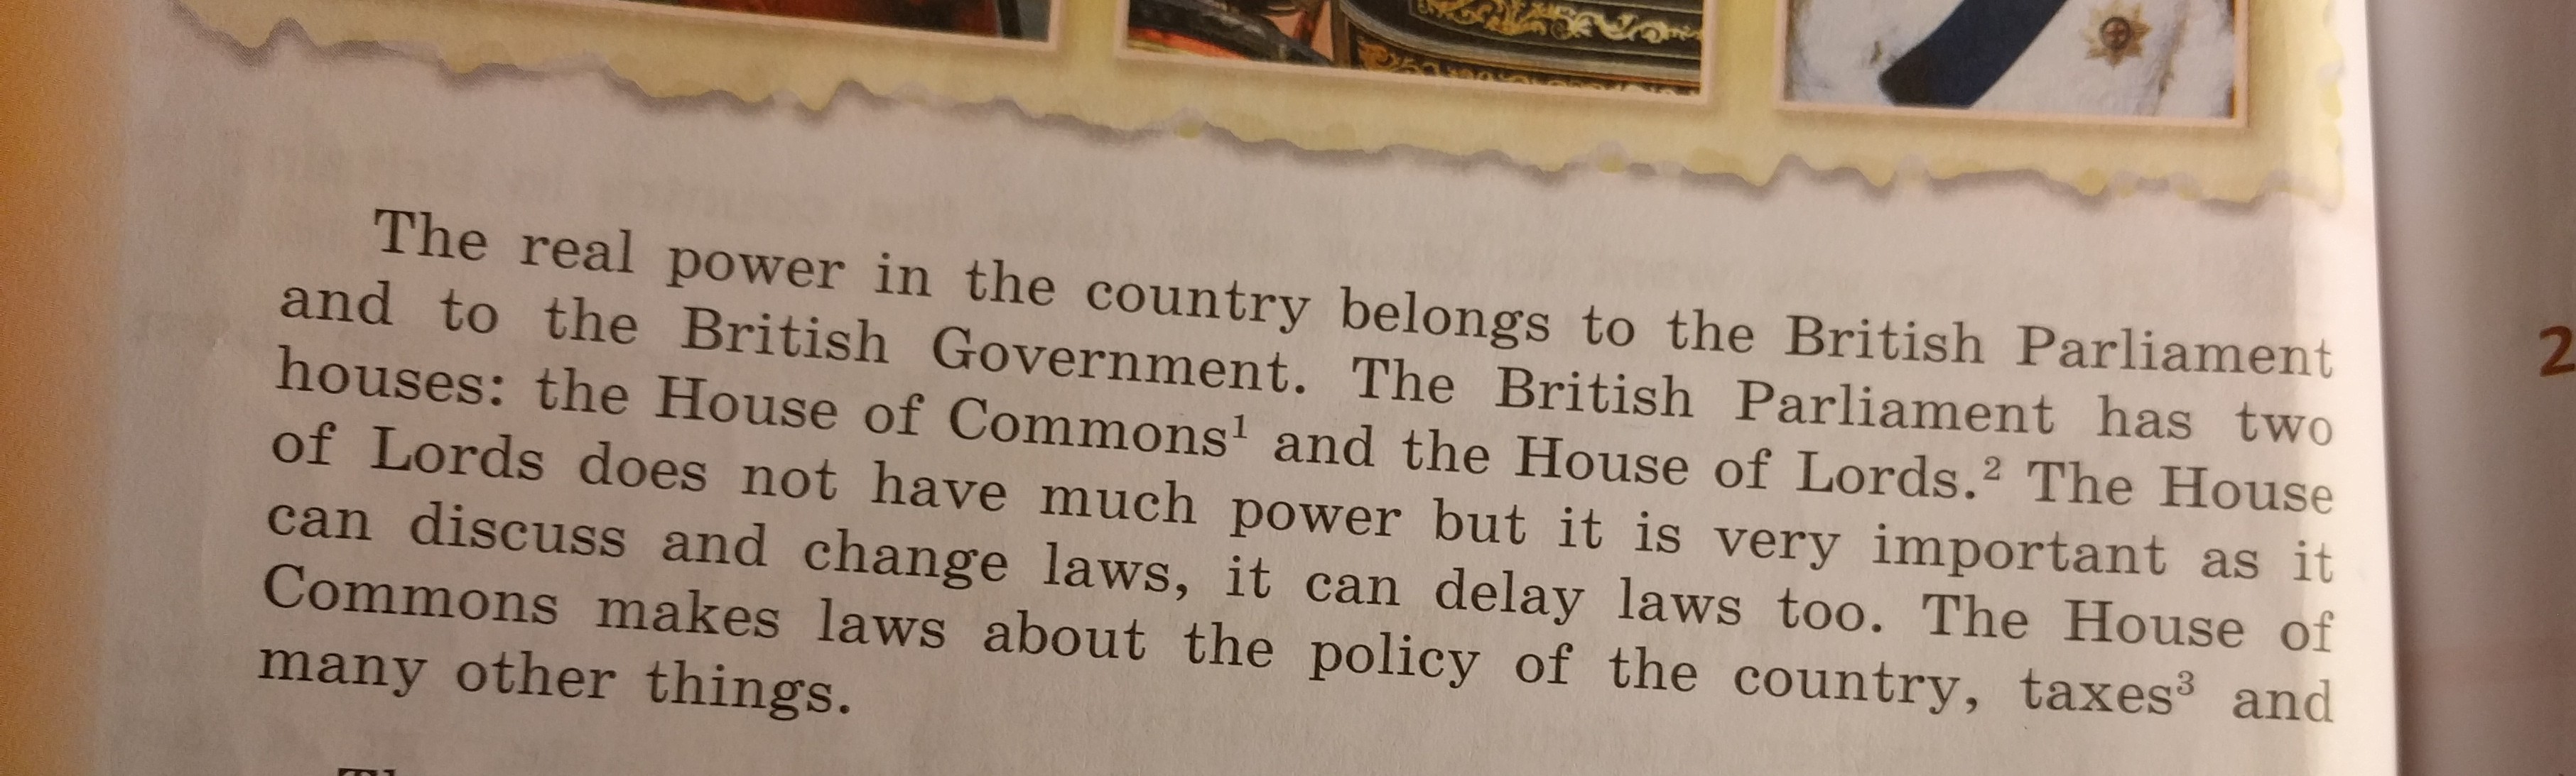 The real power in the country belongs to the British Parliament
and to the British Government. The British Parliament has two
houses: the House of Commons¹ and the House of Lords.² The House
of Lords does not have much power but it is very important as it
can discuss and change laws, it can delay laws too. The House of
Commons makes laws about the policy of the country, taxes³ and
many other things.
2